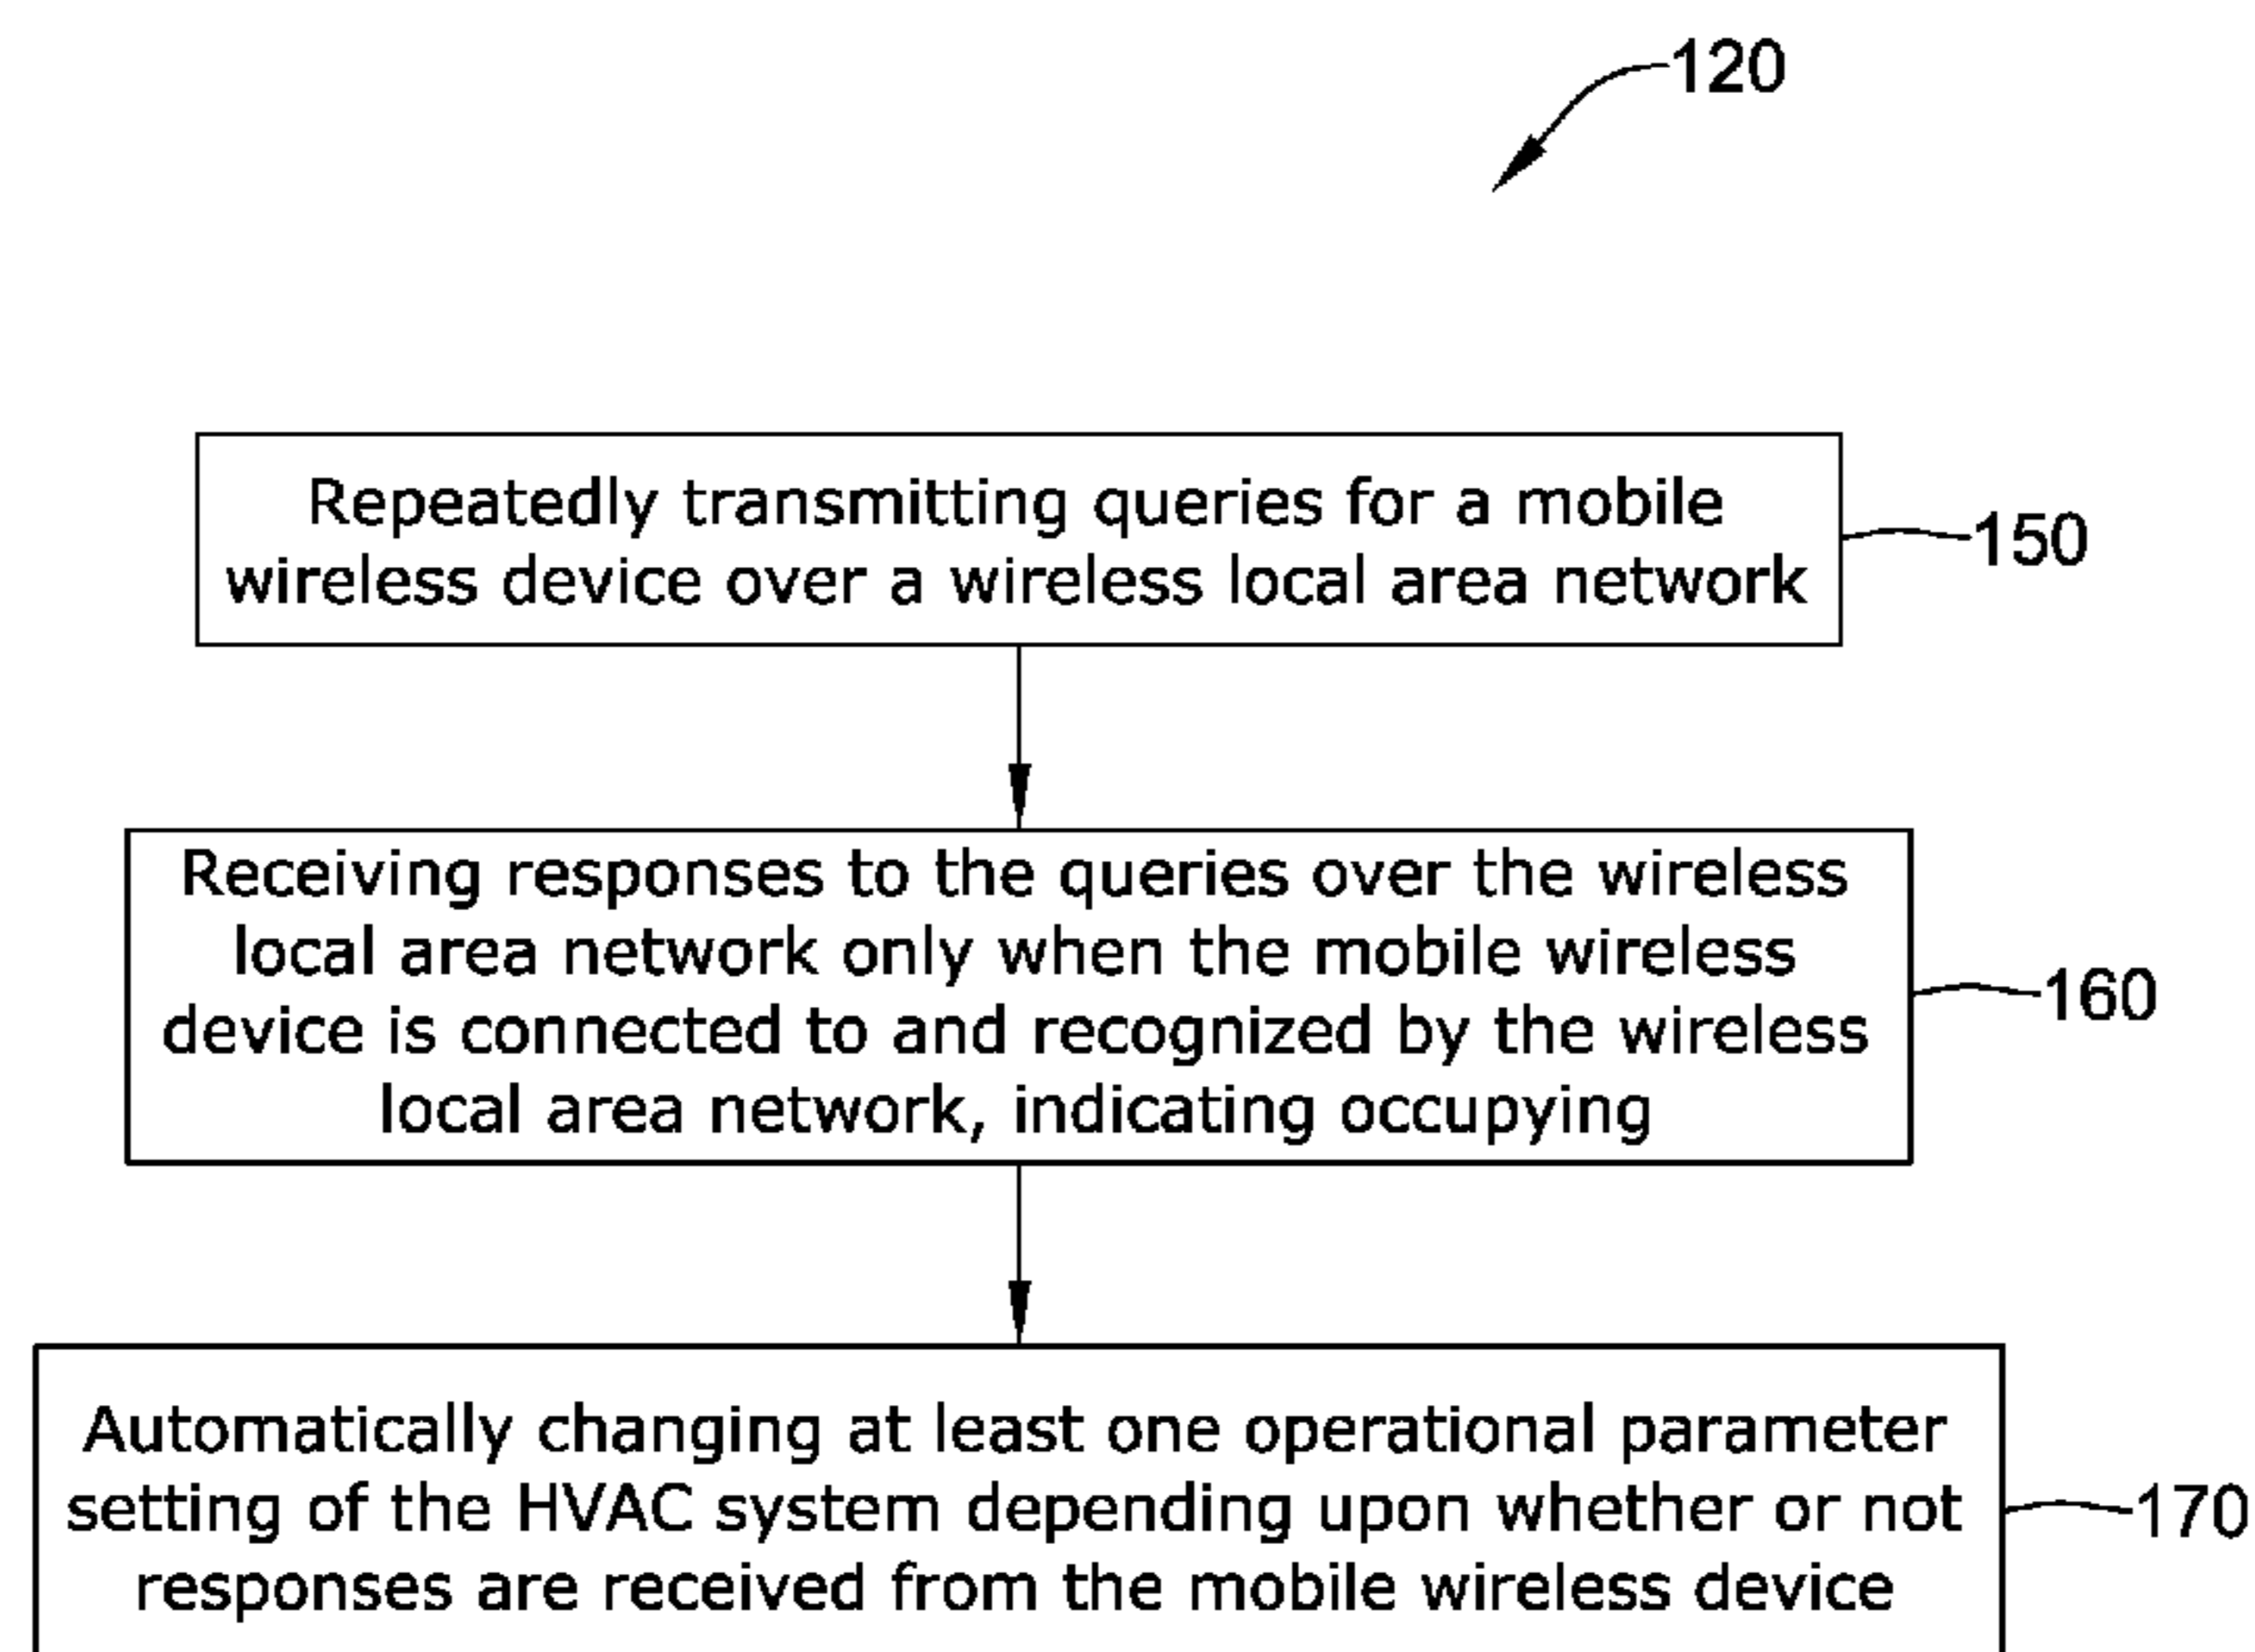 120
Repeatedly transmitting queries for a mobile
wireless device over a wireless local area network
150
Receiving responses to the queries over the wireless
local area network only when the mobile wireless
device is connected to and recognized by the wireless
local area network, indicating occupying
160
Automatically changing at least one operational parameter
setting of the HVAC system depending upon whether or not
responses are received from the mobile wireless device
170